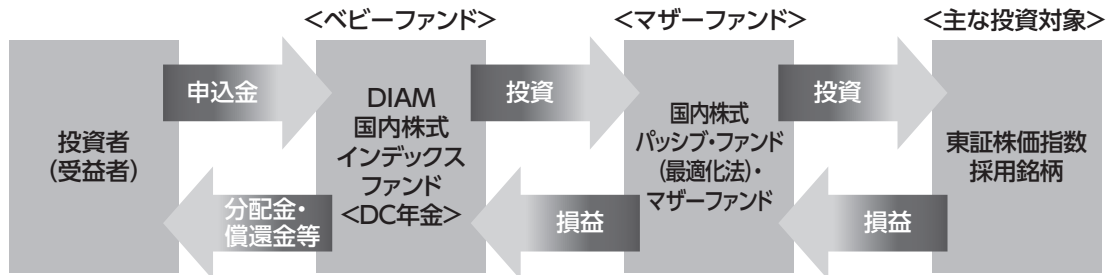 <ベビーファンド>
<マザーファンド>
<主な投資対象>
投資者
(受益者)
申込金
分配金・
償還金等
DIAM
国内株式
インデックス
ファンド
<DC年金>
投資
損益
国内株式
パッシブ・ファンド
(最適化法)・
マザーファンド
投資
損益
東証株価指数
採用銘柄